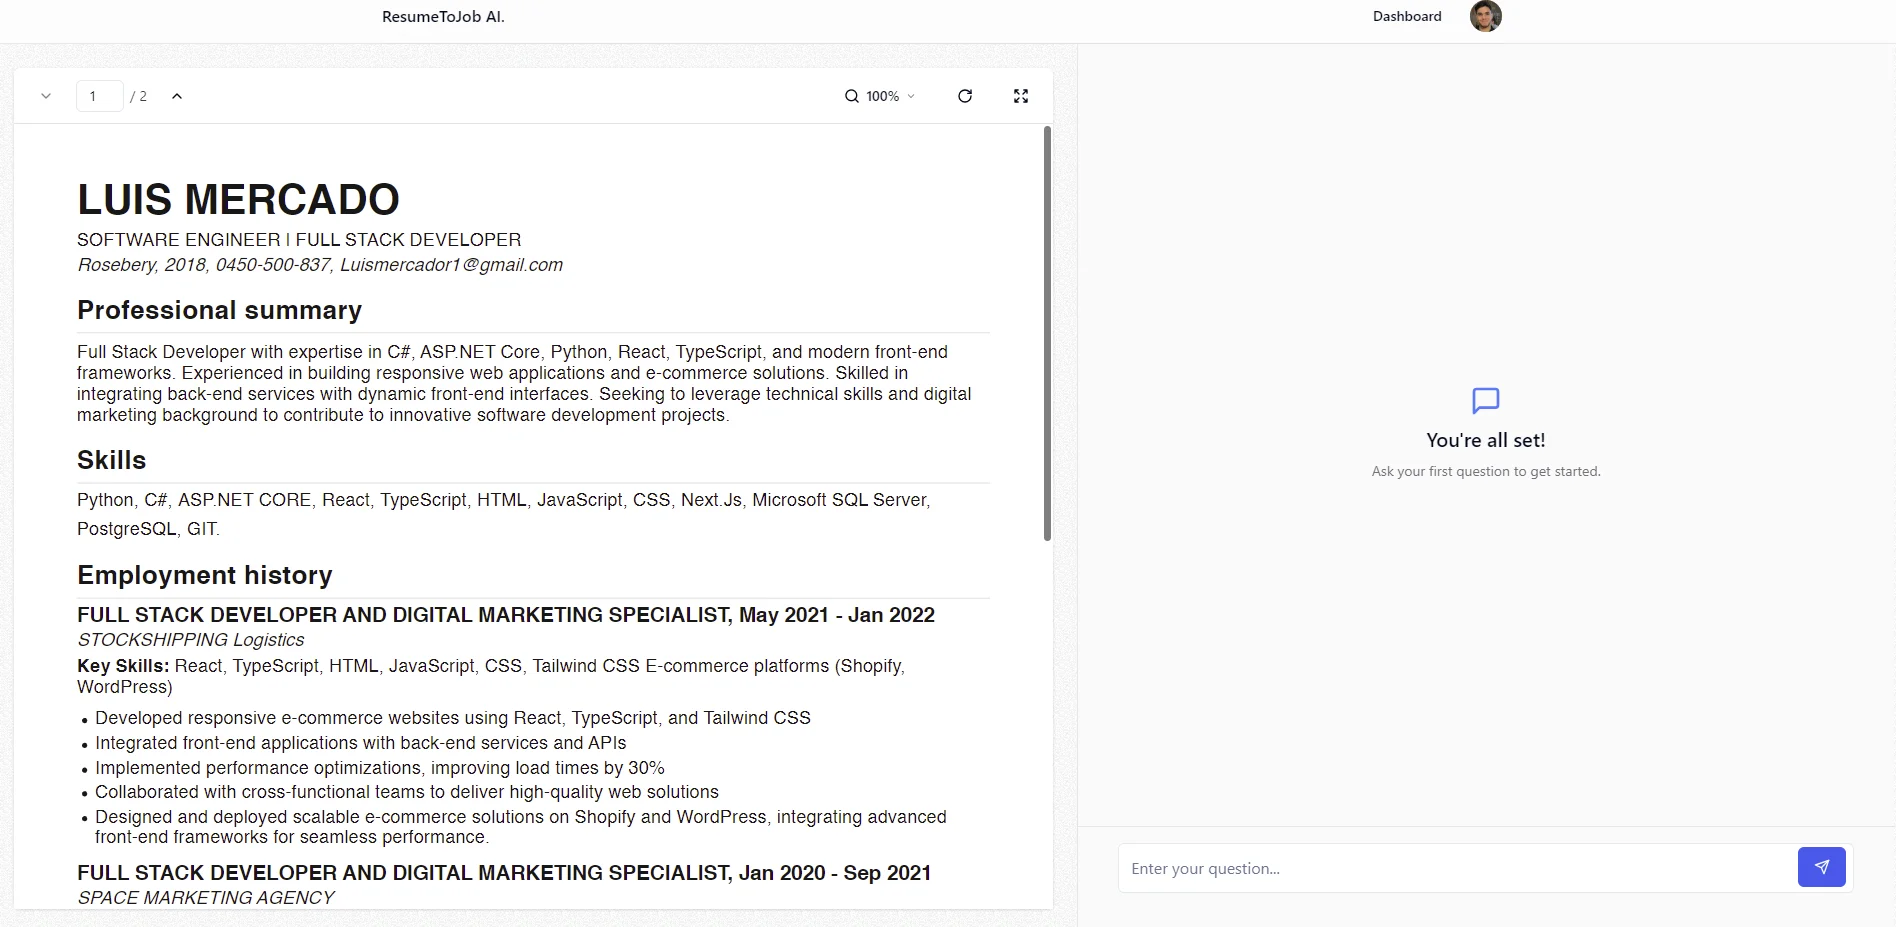 ResumeToJob AI.
Dashboard
1 / 2
100%
LUIS MERCADO
SOFTWARE ENGINEER | FULL STACK DEVELOPER
Rosebery, 2018, 0450-500-837, Luismercador1@gmail.com
Professional summary
Full Stack Developer with expertise in C#, ASP.NET Core, Python, React, TypeScript, and modern front-end
frameworks. Experienced in building responsive web applications and e-commerce solutions. Skilled in
integrating back-end services with dynamic front-end interfaces. Seeking to leverage technical skills and digital
marketing background to contribute to innovative software development projects.
Skills
Python, C#, ASP.NET CORE, React, TypeScript, HTML, JavaScript, CSS, Next.Js, Microsoft SQL Server,
PostgreSQL, GIT.
Employment history
FULL STACK DEVELOPER AND DIGITAL MARKETING SPECIALIST, May 2021 - Jan 2022
STOCKSHIPPING Logistics
Key Skills: React, TypeScript, HTML, JavaScript, CSS, Tailwind CSS E-commerce platforms (Shopify,
WordPress)
• Developed responsive e-commerce websites using React, TypeScript, and Tailwind CSS
• Integrated front-end applications with back-end services and APIs
• Implemented performance optimizations, improving load times by 30%
• Collaborated with cross-functional teams to deliver high-quality web solutions
• Designed and deployed scalable e-commerce solutions on Shopify and WordPress, integrating advanced
front-end frameworks for seamless performance.
FULL STACK DEVELOPER AND DIGITAL MARKETING SPECIALIST, Jan 2020 - Sep 2021
SPACE MARKETING AGENCY
You're all set!
Ask your first question to get started.
Enter your question...